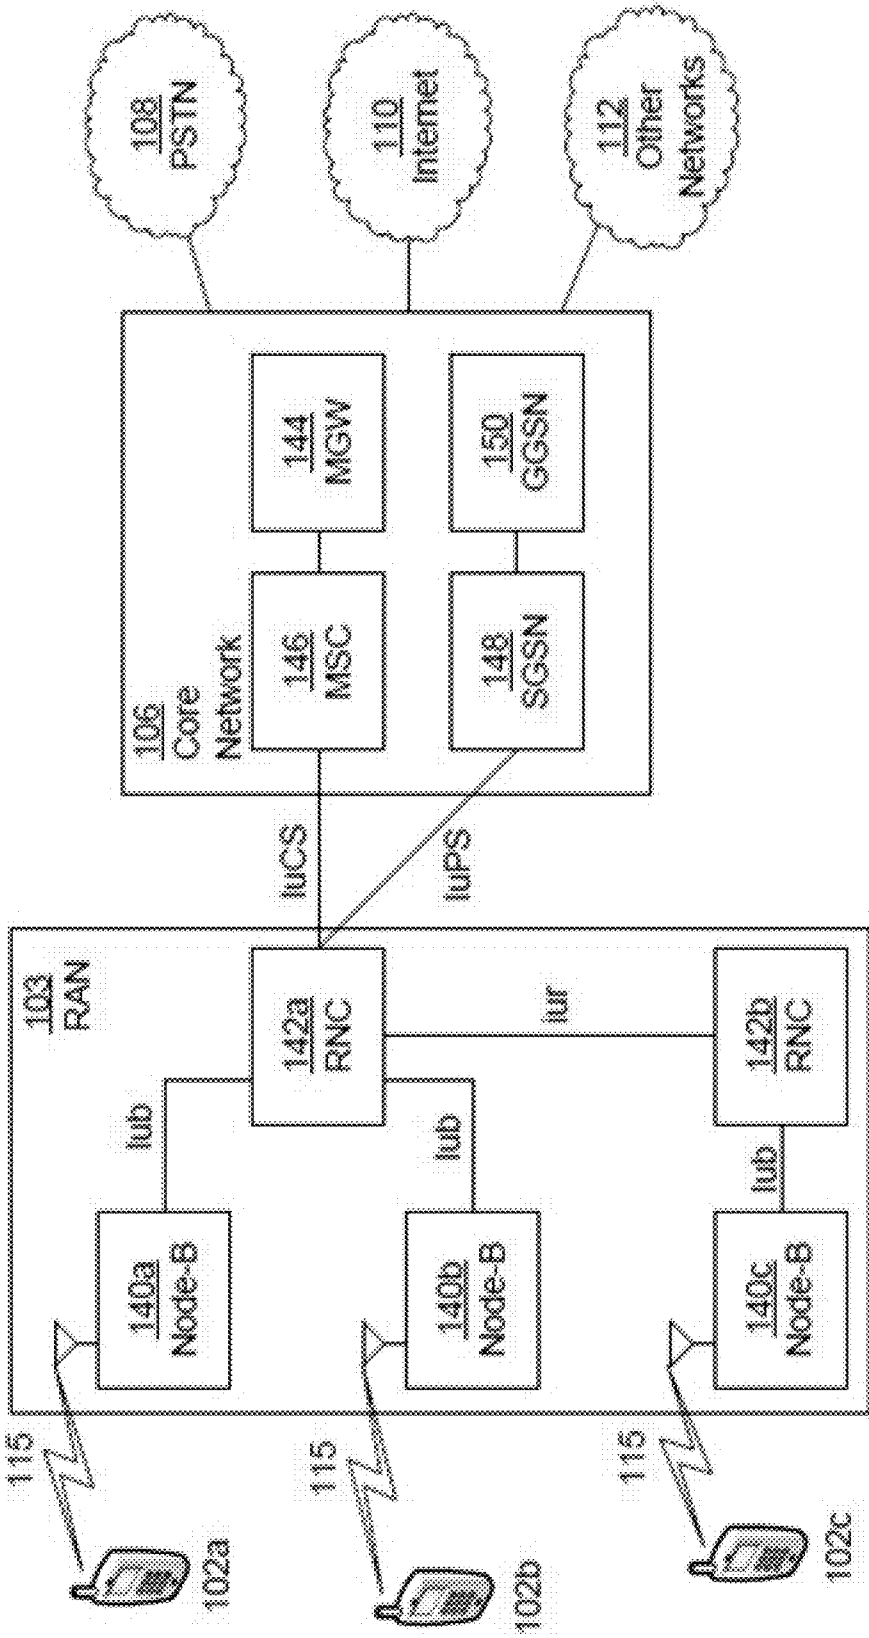 103
RAN
106
Core
Network
108
PSTN
110
Internet
112
Other
Networks
144
MGW
146
MSC
150
GGSN
148
SGSN
IuCS
IuPS
142a
RNC
iur
142b
RNC
Iub
Iub
Iub
140a
Node-B
140b
Node-B
140c
Node-B
115
115
115
102a
102b
102c